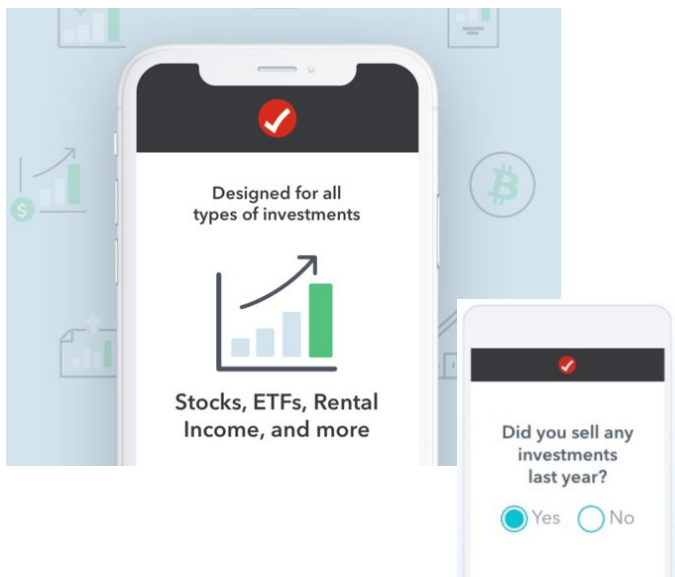 Designed for all
types of investments
Stocks, ETFs, Rental
Income, and more
Did you sell any
investments
last year?
Yes No